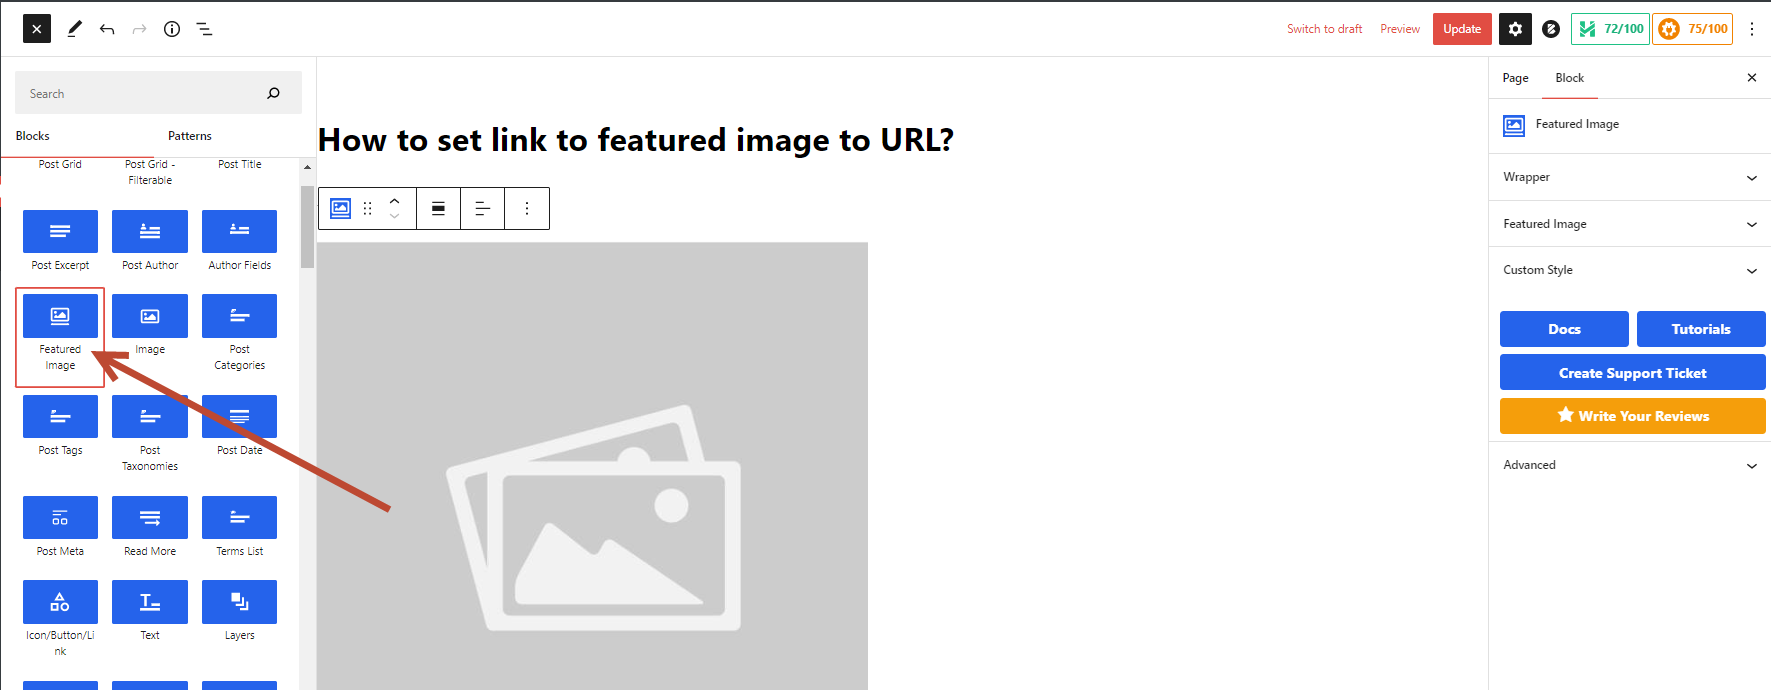 Switch to draft
Preview
Update
72/100
75/100
Search
Blocks
Patterns
Post Grid
Post Grid -
Filterable
Post Title
Post Excerpt
Post Author
Author Fields
Featured
Image
Image
Post
Categories
Post Tags
Post
Taxonomies
Post Date
Post Meta
Read More
Terms List
Icon/Button/Li
nk
Text
Layers
How to set link to featured image to URL?
Page
Block
Featured Image
Wrapper
Featured Image
Custom Style
Docs
Tutorials
Create Support Ticket
Write Your Reviews
Advanced